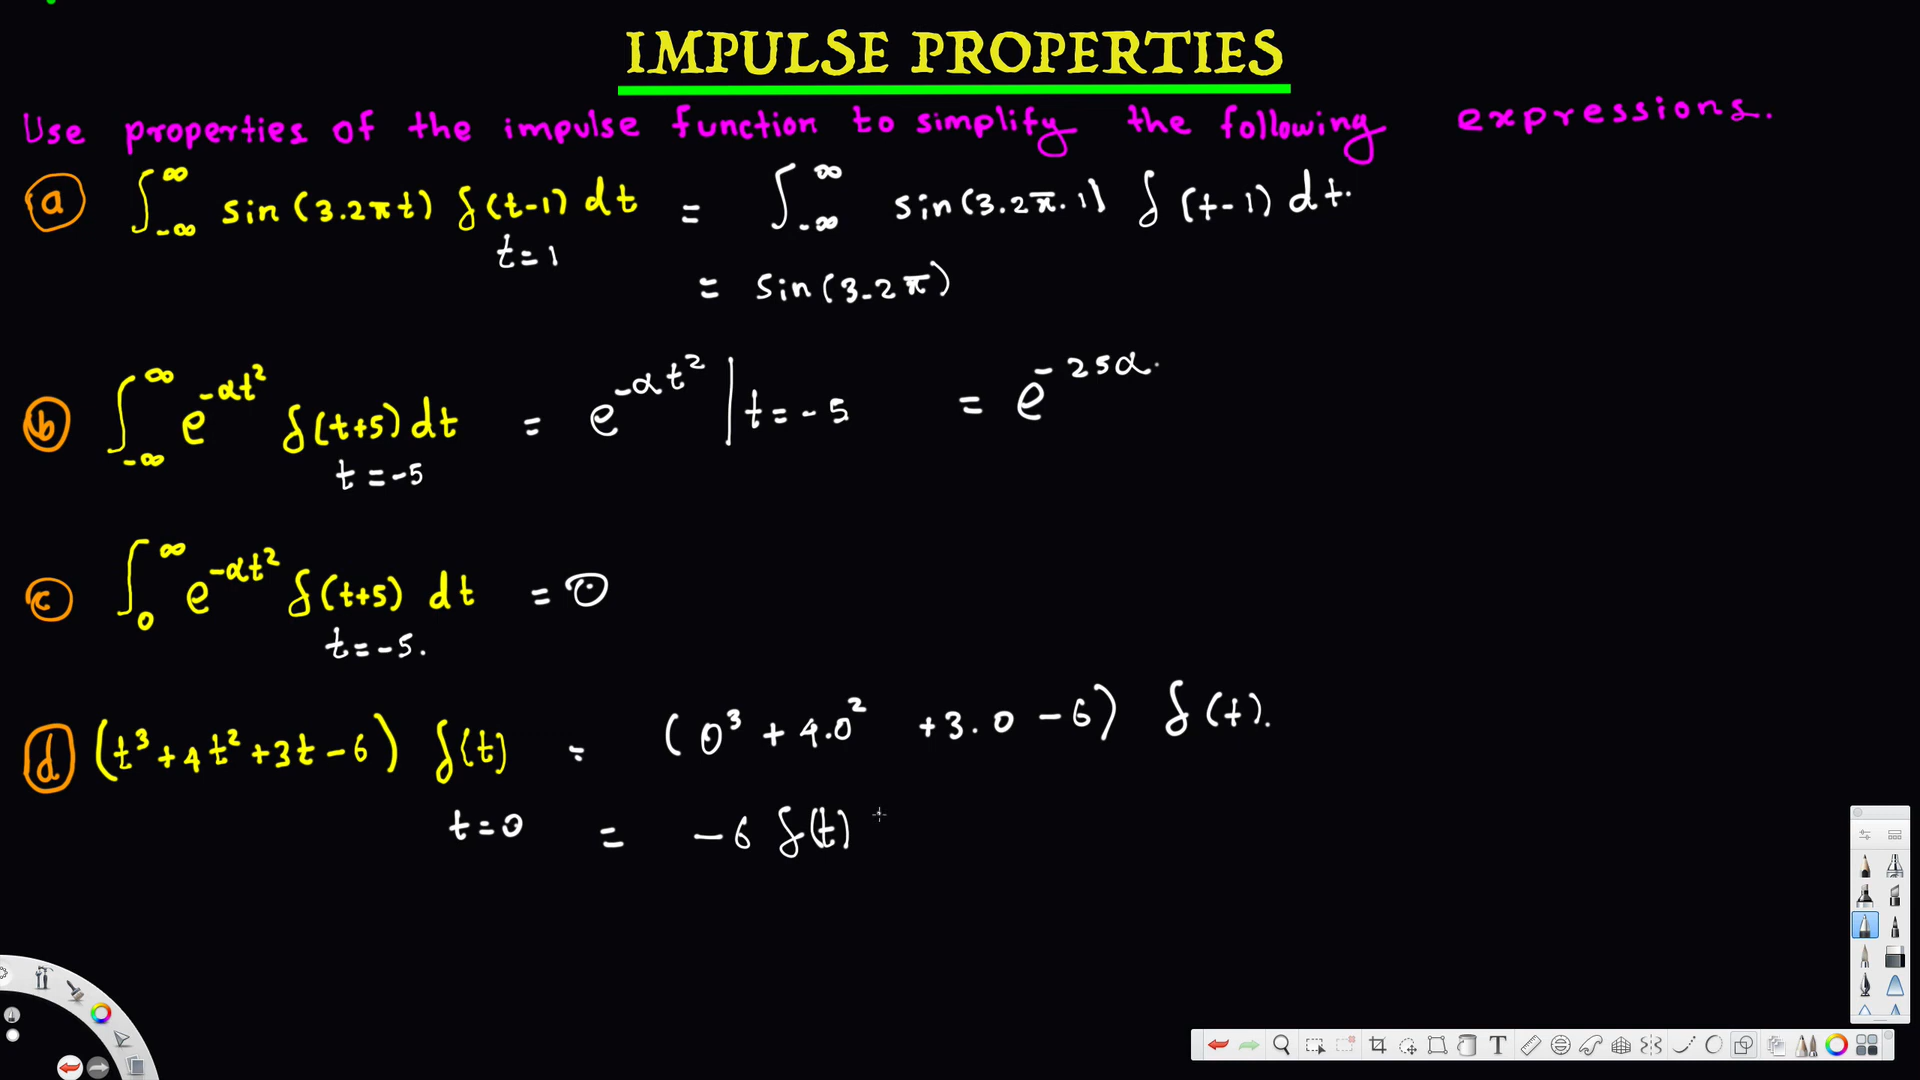 IMPULSE PROPERTIES
Use properties of the impulse function to simplify the following expressions.
(a) ∫_{-∞}^{∞} sin(3.2πt) δ(t-1) dt = ∫_{-∞}^{∞} sin(3.2π.1) δ(t-1) dt.
t=1
= sin(3.2π)
(b) ∫_{-∞}^{∞} e^{-αt²} δ(t+5) dt = e^{-αt²} | t=-5 = e^{-25α}.
t=-5
(c) ∫_{0}^{∞} e^{-αt²} δ(t+5) dt = 0
t=-5.
(d) (t³+4t²+3t-6) δ(t) = (0³+4.0²+3.0-6) δ(t).
t=0 = -6 δ(t)